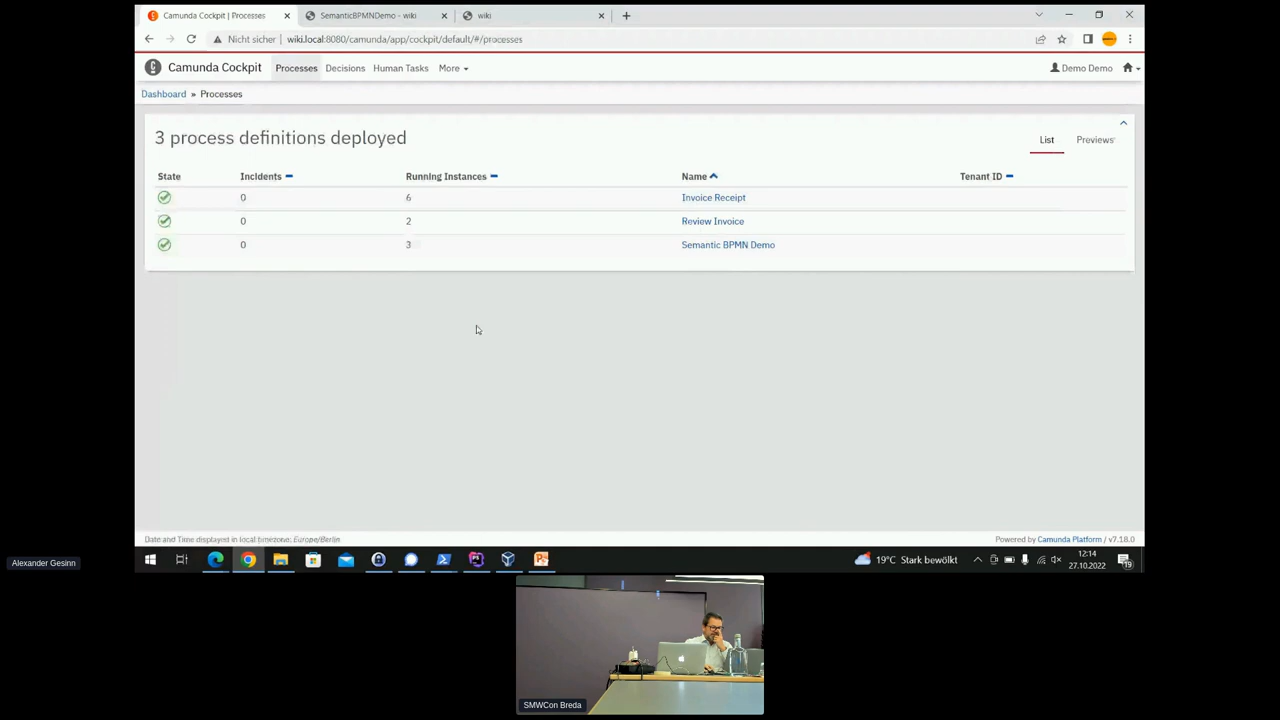 Camunda Cockpit | Processes
SemanticBPMNDemo - wiki
wiki
Nicht sicher
wiki.local:8080/camunda/app/cockpit/default/#/processes
Camunda Cockpit
Processes
Decisions
Human Tasks
More
Demo Demo
Dashboard » Processes
3 process definitions deployed
List
Previews
State
Incidents
Running Instances
Name
Tenant ID
0 6 Invoice Receipt
0 2 Review Invoice
0 3 Semantic BPMN Demo
Date and Time displayed in local timezone: Europe/Berlin
Powered by Camunda Platform / v7.18.0
19°C Stark bewölkt
12:14
27.10.2022
19
Alexander Gesinn
SMWCon Breda